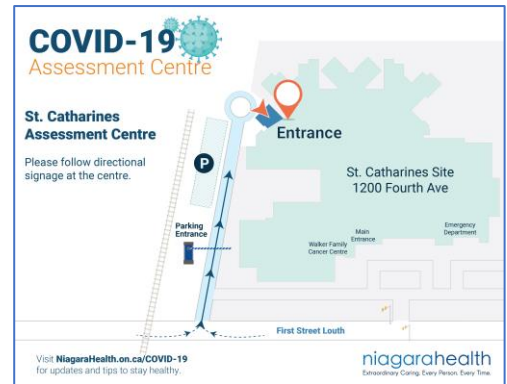 COVID-19
Assessment Centre
St. Catharines
Assessment Centre
Please follow directional
signage at the centre.
P
Parking
Entrance
Entrance
St. Catharines Site
1200 Fourth Ave
Main
Entrance
Walker Family
Cancer Centre
Emergency
Department
First Street Louth
Visit NiagaraHealth.on.ca/COVID-19
for updates and tips to stay healthy.
niagarahealth
Extraordinary Caring. Every Person. Every Time.